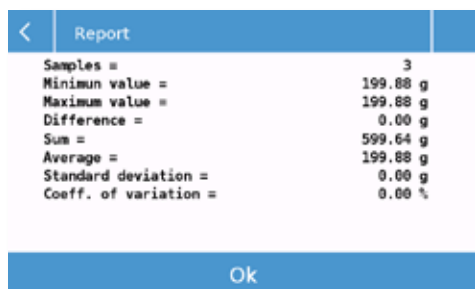 Report
Samples = 3
Minimun value = 199.88 g
Maximum value = 199.88 g
Difference = 0.00 g
Sum = 599.64 g
Average = 199.88 g
Standard deviation = 0.00 g
Coeff. of variation = 0.00 %
Ok